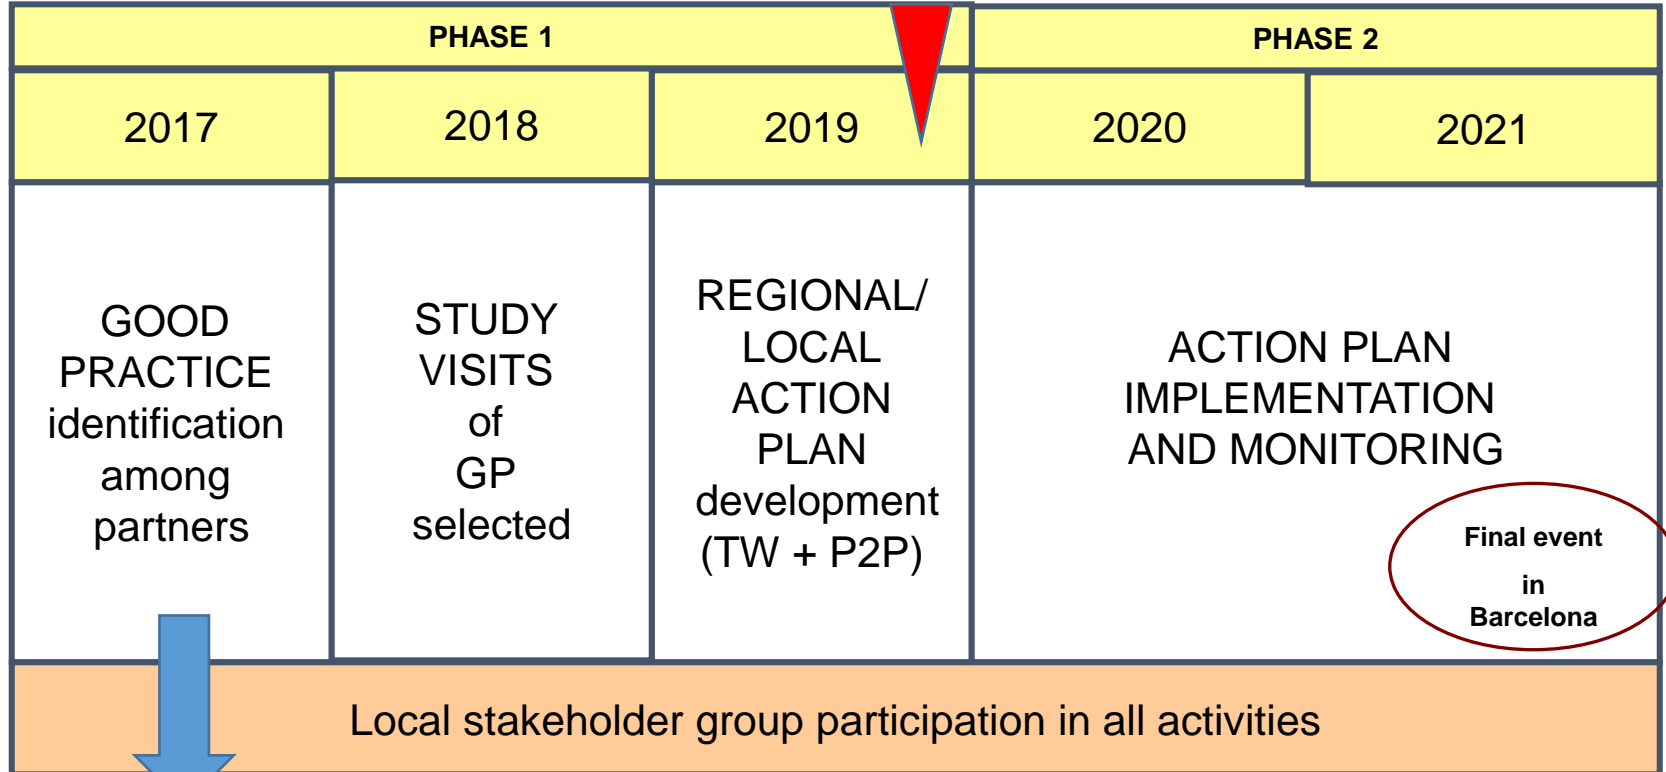 PHASE 1
PHASE 2
2017
2018
2019
2020
2021
GOOD
PRACTICE
identification
among
partners
STUDY
VISITS
of
GP
selected
REGIONAL/
LOCAL
ACTION
PLAN
development
(TW + P2P)
ACTION PLAN
IMPLEMENTATION
AND MONITORING
Final event
in
Barcelona
Local stakeholder group participation in all activities